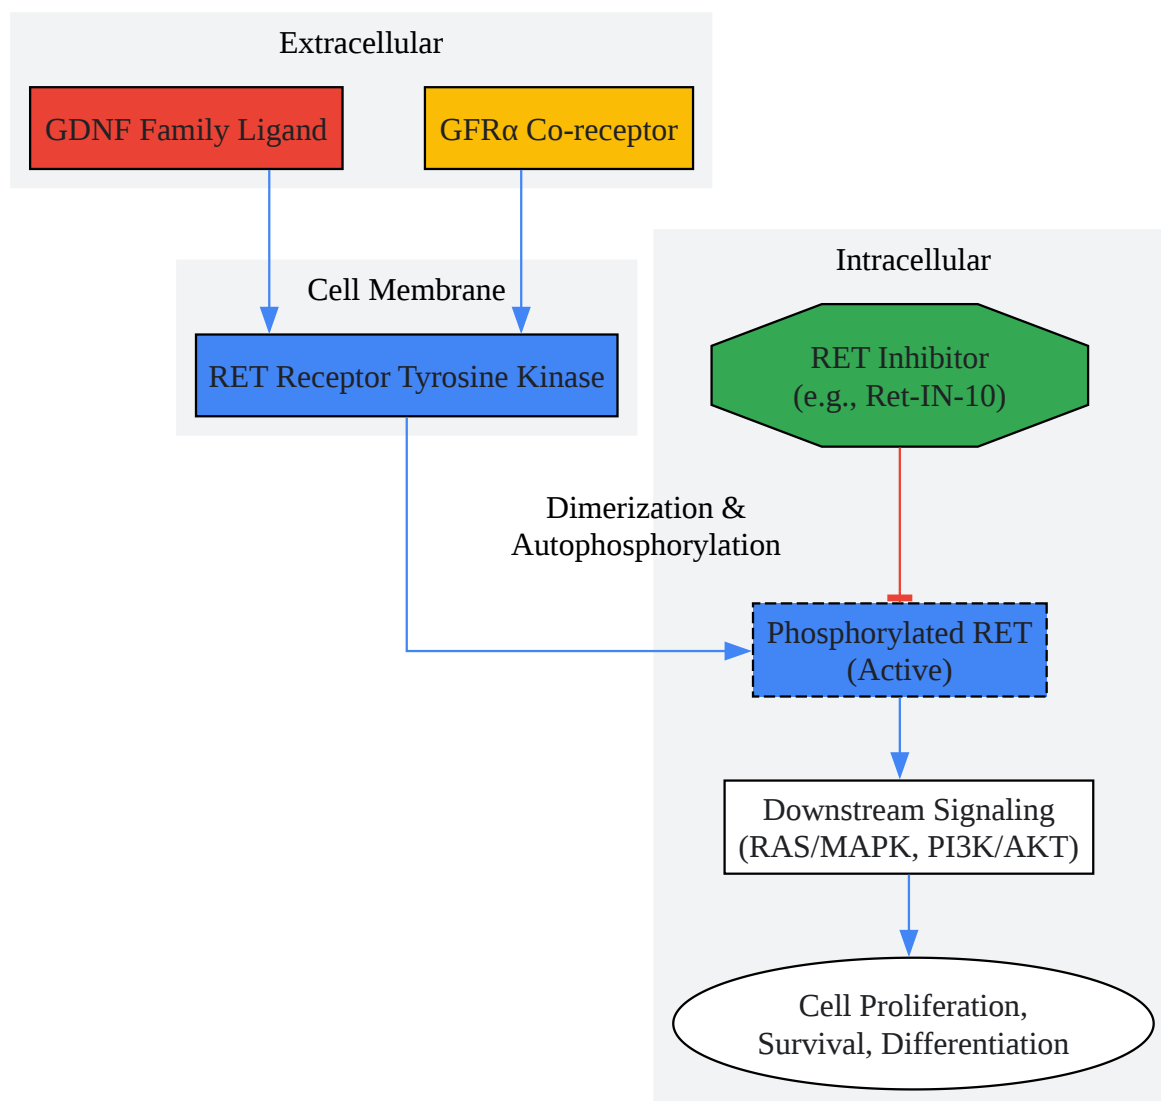 Extracellular
GDNF Family Ligand
GFRα Co-receptor
Cell Membrane
RET Receptor Tyrosine Kinase
Intracellular
RET Inhibitor
(e.g., Ret-IN-10)
Dimerization &
Autophosphorylation
Phosphorylated RET
(Active)
Downstream Signaling
(RAS/MAPK, PI3K/AKT)
Cell Proliferation,
Survival, Differentiation